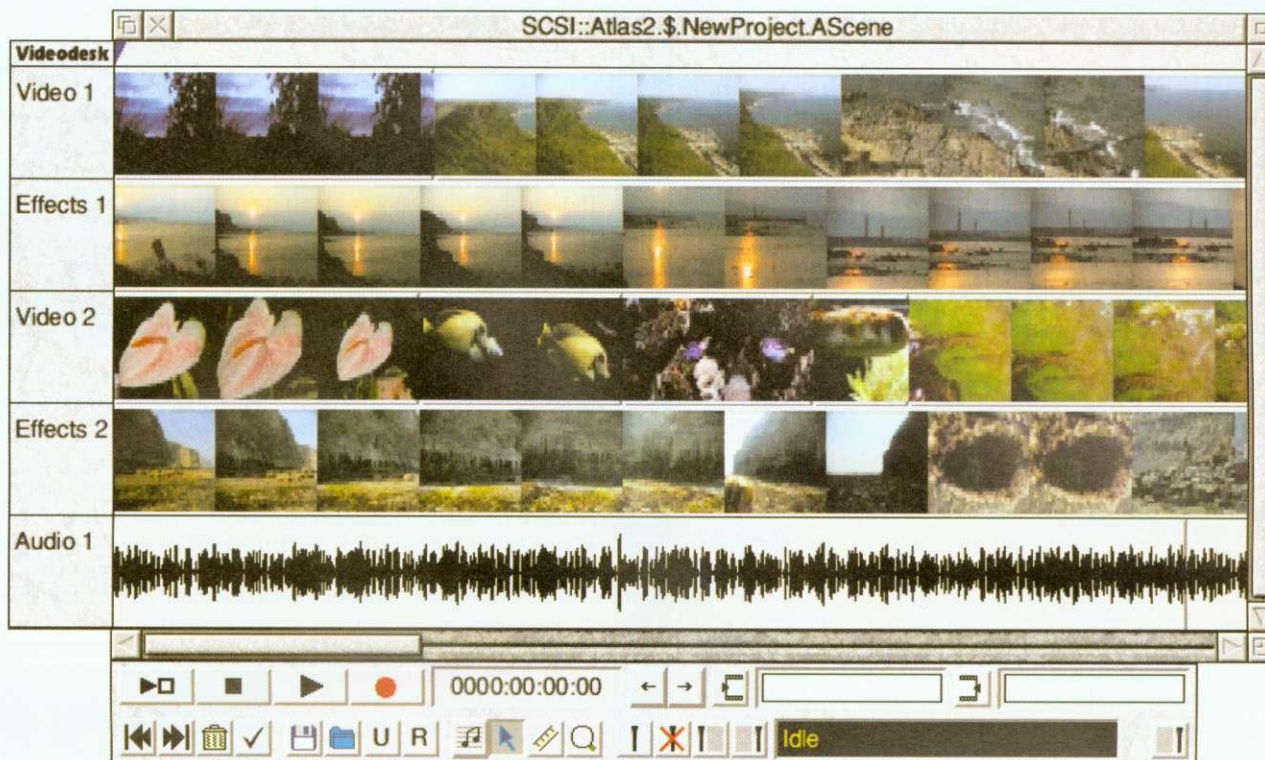 SCSI::Atlas2.$.NewProject.AScene
Videodesk
Video 1
Effects 1
Video 2
Effects 2
Audio 1
0000:00:00:00
U R
Idle